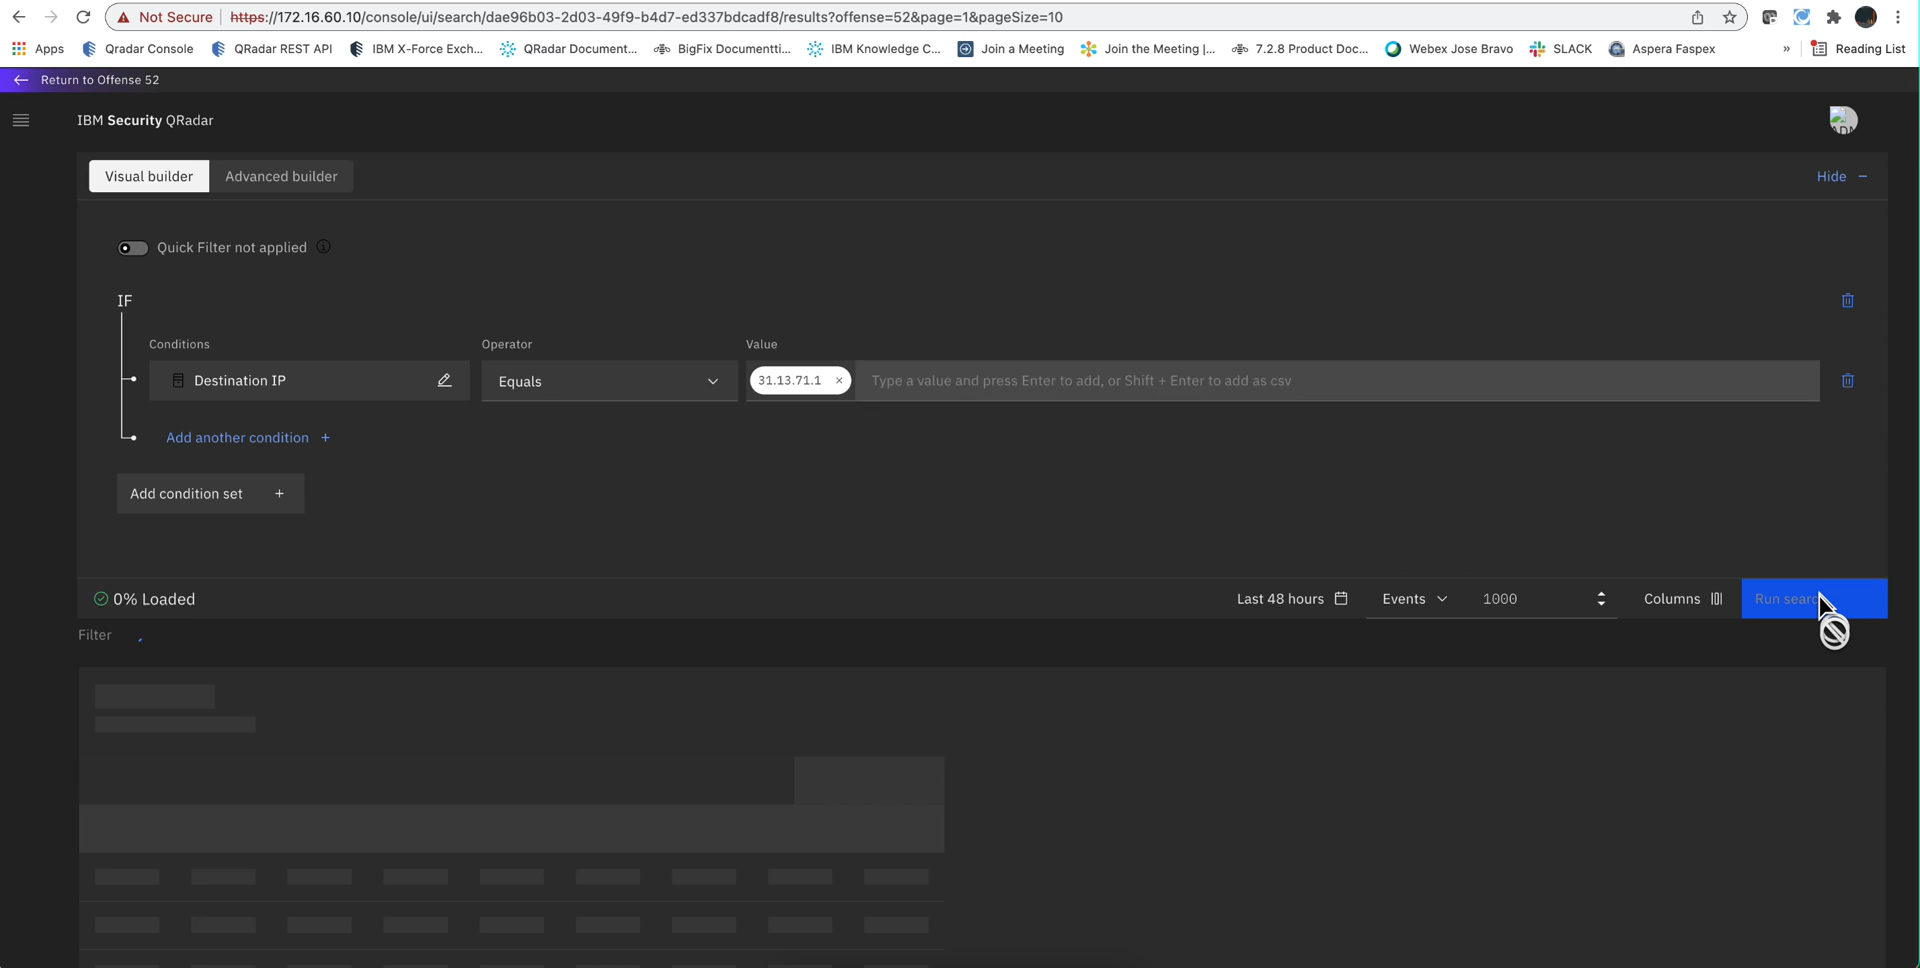 Not Secure https://172.16.60.10/console/ui/search/dae96b03-2d03-49f9-b4d7-ed337bdcadf8/results?offense=52&page=1&pageSize=10
Apps Qradar Console QRadar REST API IBM X-Force Exch... QRadar Document... BigFix Documentti... IBM Knowledge C... Join a Meeting Join the Meeting |... 7.2.8 Product Doc... Webex Jose Bravo SLACK Aspera Faspex » Reading List
Return to Offense 52
IBM Security QRadar
Visual builder Advanced builder Hide
Quick Filter not applied
IF
Conditions Operator Value
Destination IP Equals 31.13.71.1 × Type a value and press Enter to add, or Shift + Enter to add as csv
Add another condition +
Add condition set +
0% Loaded Last 48 hours Events 1000 Columns Run searc
Filter